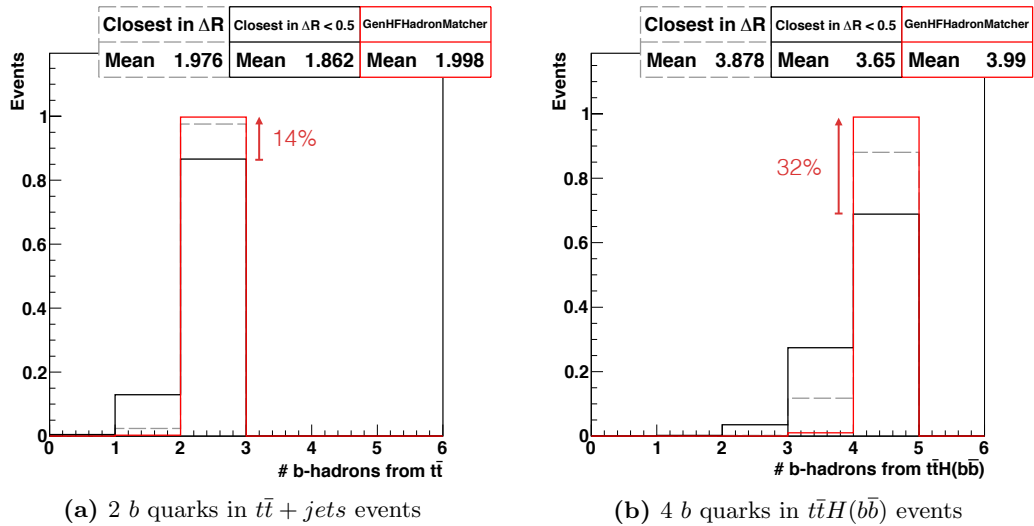 Closest in ΔR
Mean 1.976
Closest in ΔR < 0.5
Mean 1.862
GenHFHadronMatcher
Mean 1.998
Events
1
0.8
0.6
0.4
0.2
0
14%
0 1 2 3 4 5 6
# b-hadrons from tt̄
(a) 2 b quarks in tt̄ + jets events
Closest in ΔR
Mean 3.878
Closest in ΔR < 0.5
Mean 3.65
GenHFHadronMatcher
Mean 3.99
Events
1
0.8
0.6
0.4
0.2
0
32%
0 1 2 3 4 5 6
# b-hadrons from tt̄H(bb̄)
(b) 4 b quarks in tt̄H(bb̄) events